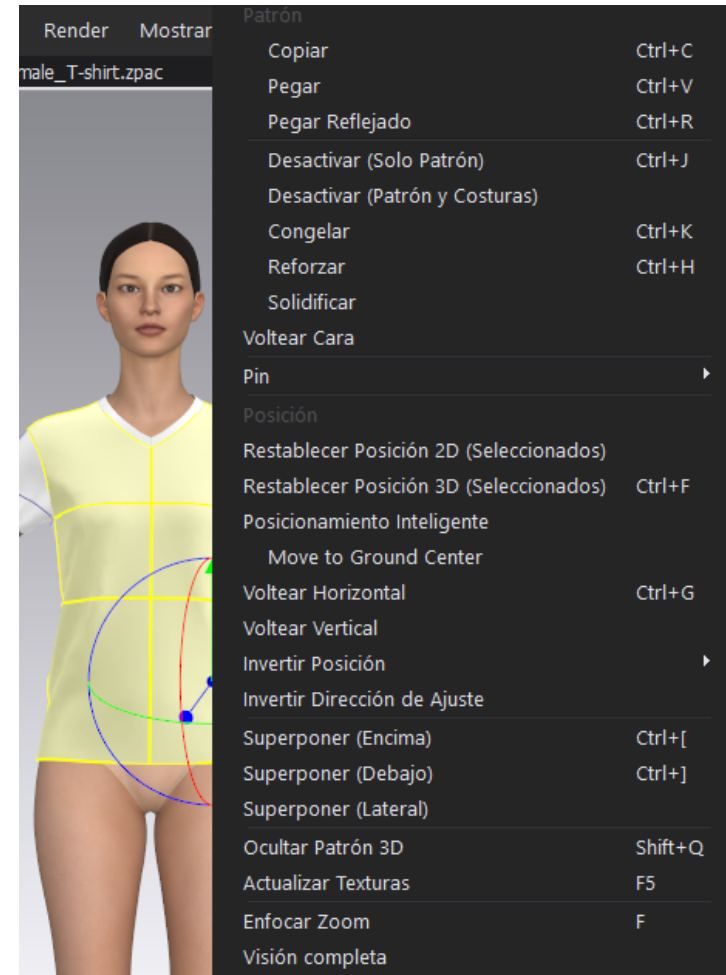 Render Mostrar
male_T-shirt.zpac
Patrón
Copiar Ctrl+C
Pegar Ctrl+V
Pegar Reflejado Ctrl+R
Desactivar (Solo Patrón) Ctrl+J
Desactivar (Patrón y Costuras)
Congelar Ctrl+K
Reforzar Ctrl+H
Solidificar
Voltear Cara
Pin
Posición
Restablecer Posición 2D (Seleccionados)
Restablecer Posición 3D (Seleccionados) Ctrl+F
Posicionamiento Inteligente
Move to Ground Center
Voltear Horizontal Ctrl+G
Voltear Vertical
Invertir Posición
Invertir Dirección de Ajuste
Superponer (Encima) Ctrl+[
Superponer (Debajo) Ctrl+]
Superponer (Lateral)
Ocultar Patrón 3D Shift+Q
Actualizar Texturas F5
Enfocar Zoom F
Visión completa